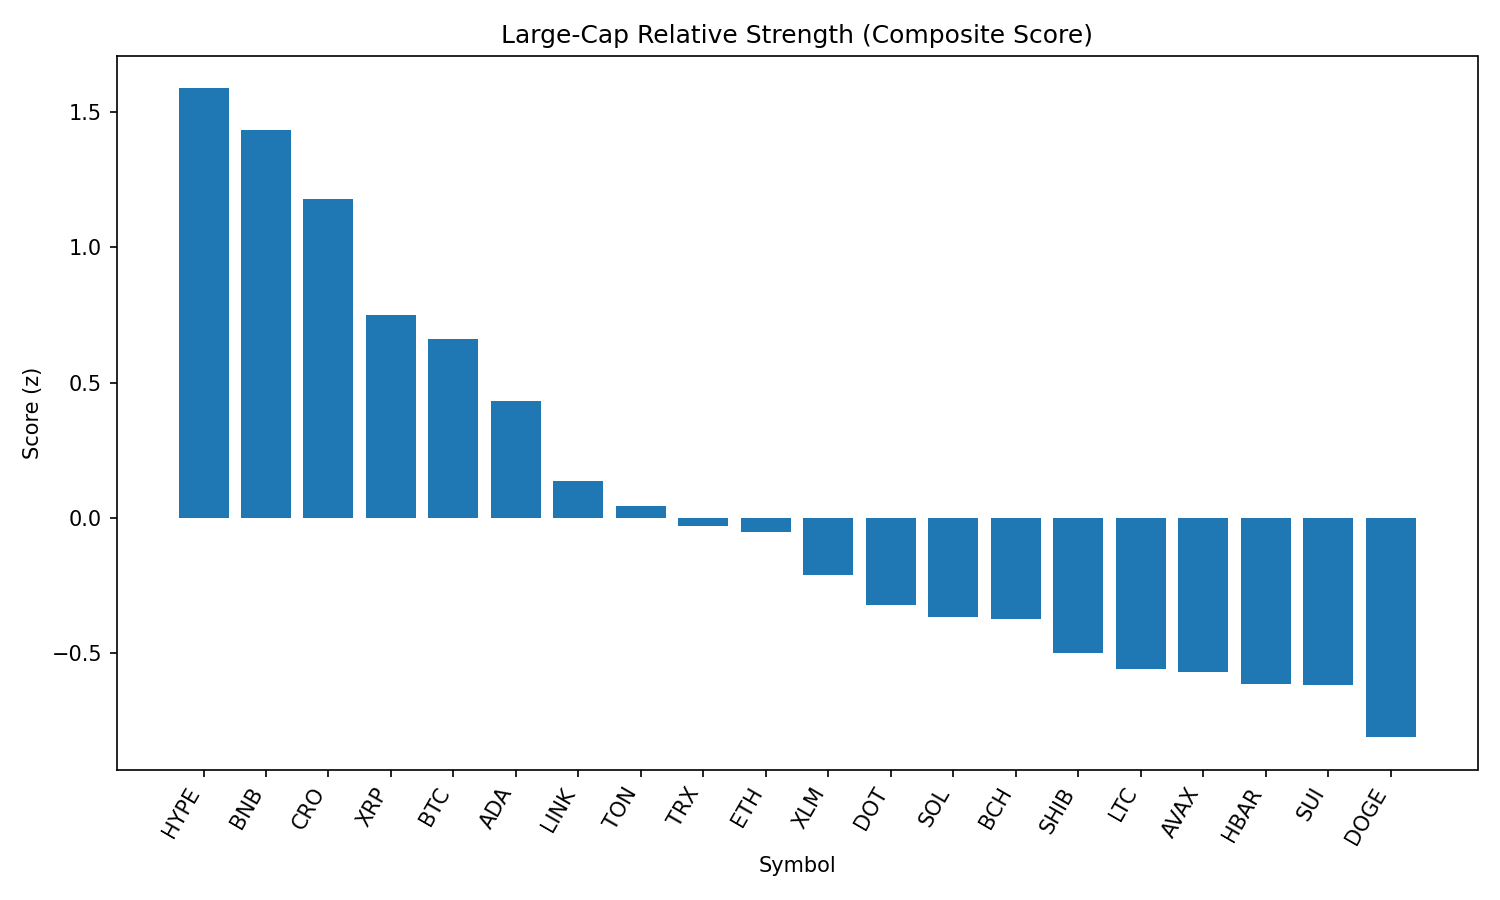 Large-Cap Relative Strength (Composite Score)
1.5
1.0
0.5
0.0
−0.5
Score (z)
HYPE
BNB
CRO
XRP
BTC
ADA
LINK
TON
TRX
ETH
XLM
DOT
SOL
BCH
SHIB
LTC
AVAX
HBAR
SUI
DOGE
Symbol